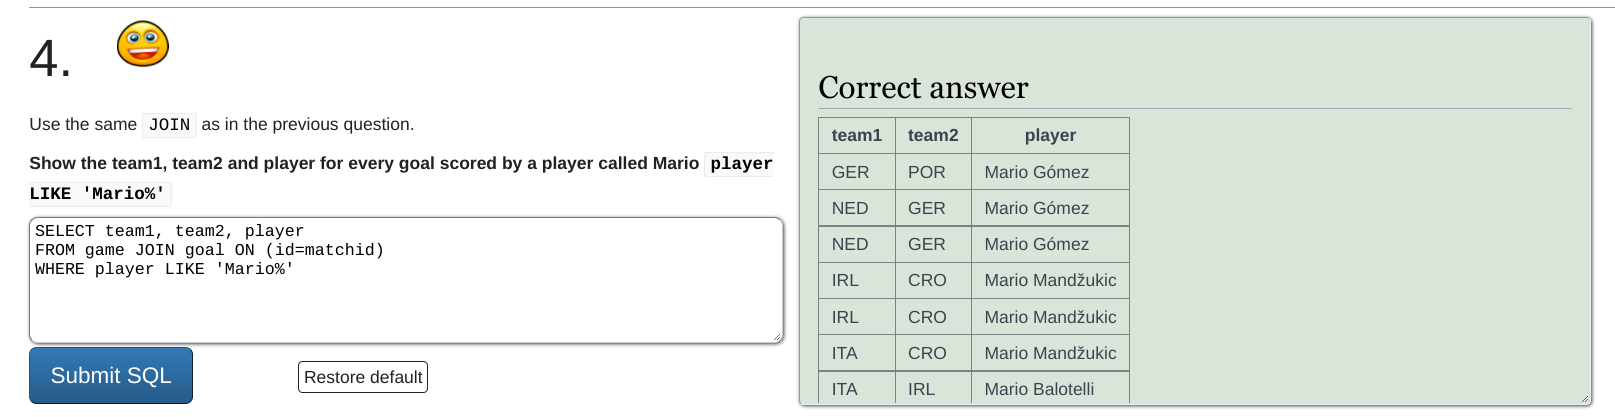 4.
Use the same JOIN as in the previous question.
Show the team1, team2 and player for every goal scored by a player called Mario player
LIKE 'Mario%'
SELECT team1, team2, player
FROM game JOIN goal ON (id=matchid)
WHERE player LIKE 'Mario%'
Submit SQL
Restore default
Correct answer
team1 team2 player
GER POR Mario Gómez
NED GER Mario Gómez
NED GER Mario Gómez
IRL CRO Mario Mandžukic
IRL CRO Mario Mandžukic
ITA CRO Mario Mandžukic
ITA IRL Mario Balotelli